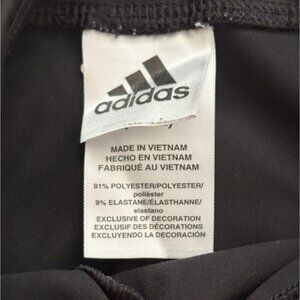 adidas
MADE IN VIETNAM
HECHO EN VIETNAM
FABRIQUÉ AU VIETNAM
91% POLYESTER/POLYESTER/
poliéster
9% ELASTANE/ÉLASTHANNE/
elastano
EXCLUSIVE OF DECORATION
EXCLUSIF DES DÉCORATIONS
EXCLUYENDO LA DECORACIÓN